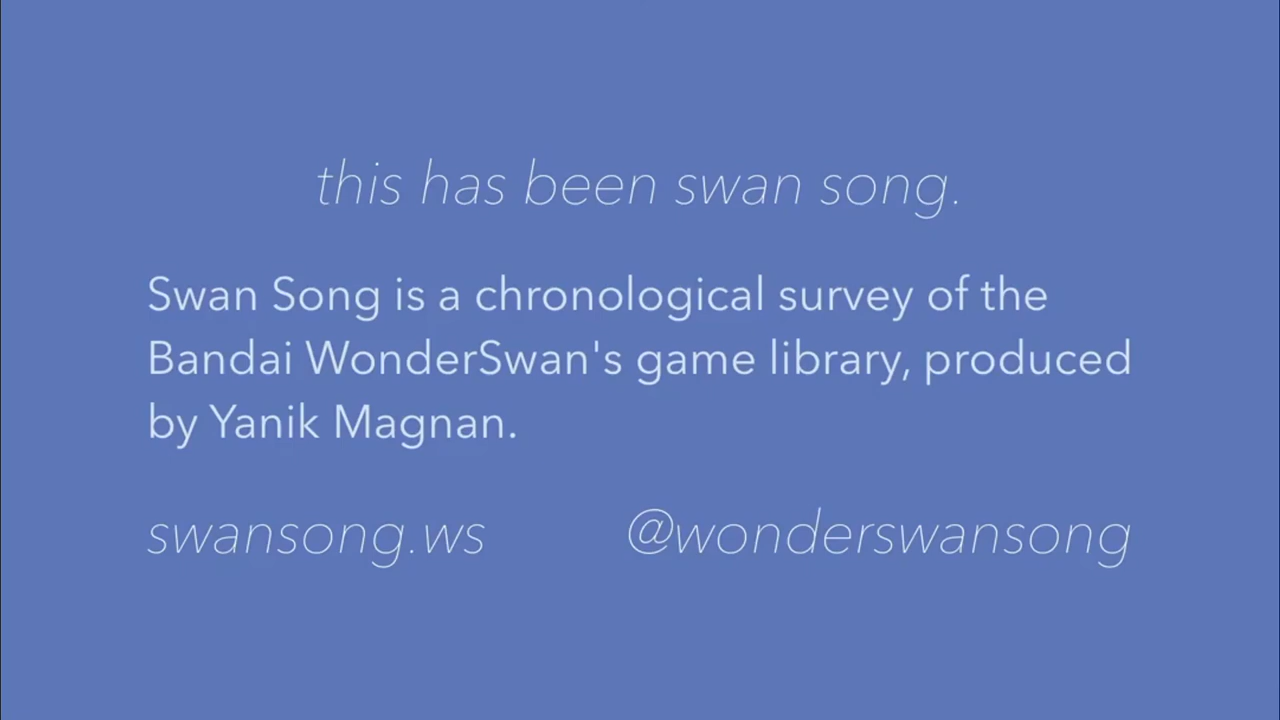 this has been swan song.
Swan Song is a chronological survey of the
Bandai WonderSwan's game library, produced
by Yanik Magnan.
swansong.ws
@wonderswansong